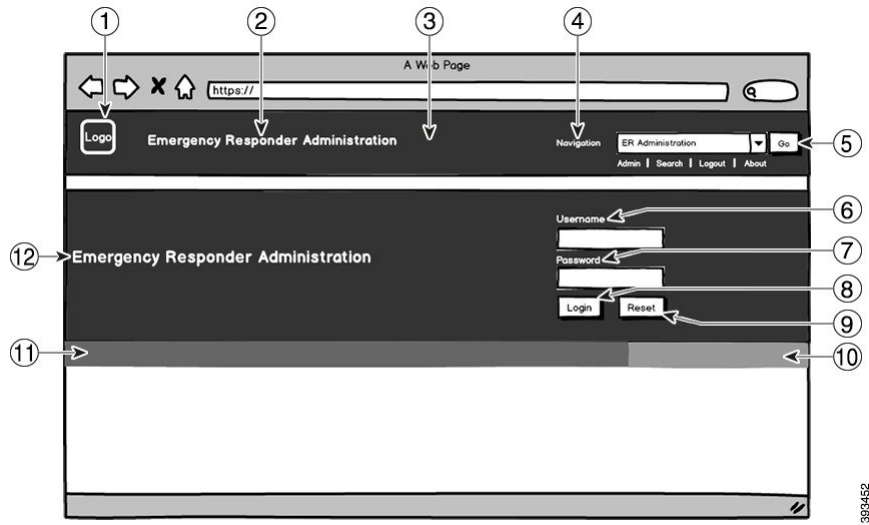 1 2 3 4
A Web Page
https://
Logo
Emergency Responder Administration
Navigation
ER Administration
Go
5
Admin | Search | Logout | About
Username
6
Password
7
12
Emergency Responder Administration
8
Login Reset
9
11
10
393452